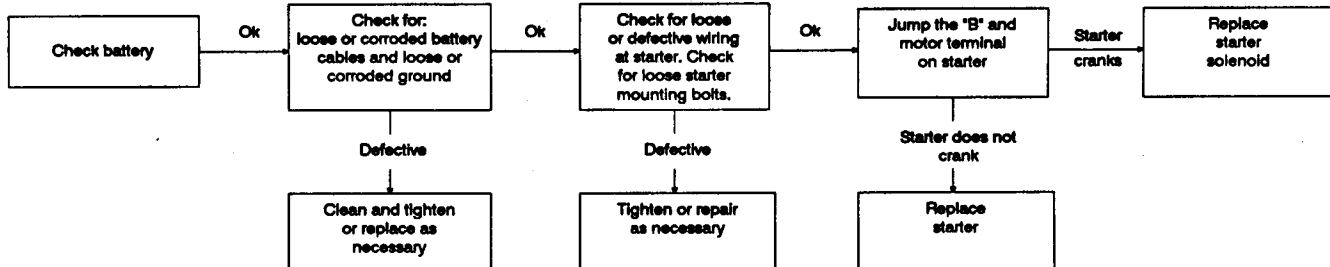 Check battery
Ok
Check for:
loose or corroded battery
cables and loose or
corroded ground
Ok
Check for loose
or defective wiring
at starter. Check
for loose starter
mounting bolts.
Ok
Jump the "B" and
motor terminal
on starter
Starter
cranks
Replace
starter
solenoid
Defective
Defective
Starter does not
crank
Clean and tighten
or replace as
necessary
Tighten or repair
as necessary
Replace
starter